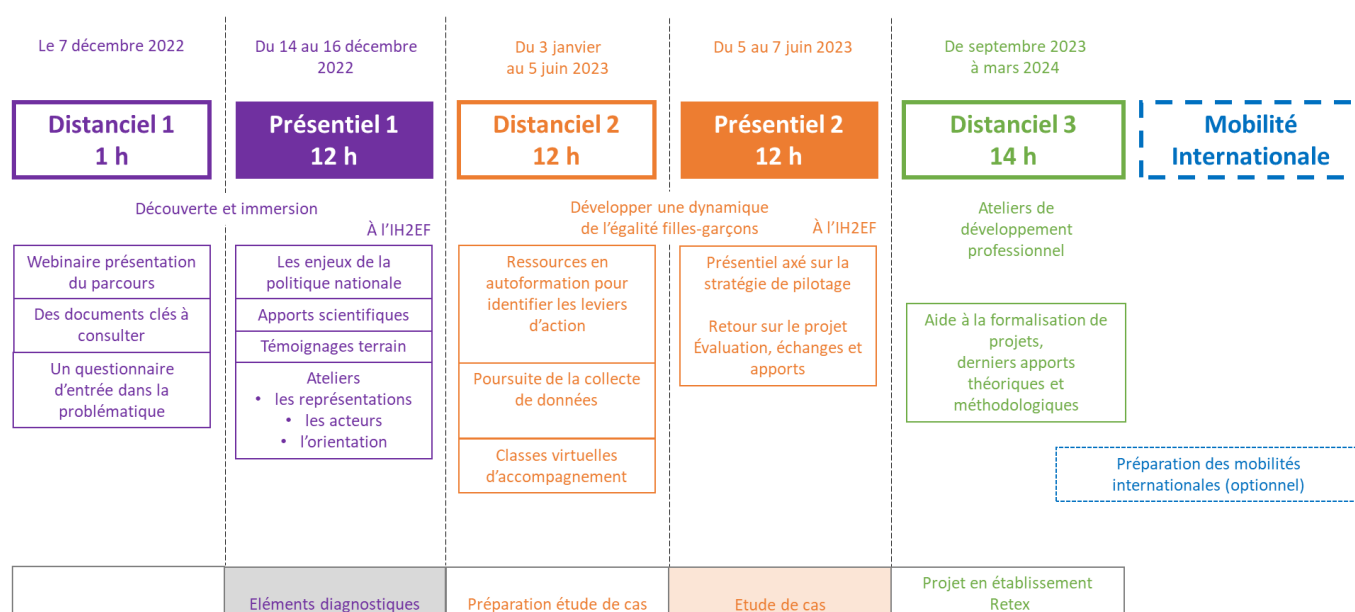 Le 7 décembre 2022
Du 14 au 16 décembre
2022
Du 3 janvier
au 5 juin 2023
Du 5 au 7 juin 2023
De septembre 2023
à mars 2024
Distanciel 1
1 h
Présentiel 1
12 h
Distanciel 2
12 h
Présentiel 2
12 h
Distanciel 3
14 h
Mobilité
Internationale
Découverte et immersion
À l'IH2EF
Développer une dynamique
de l'égalité filles-garçons
À l'IH2EF
Ateliers de
développement
professionnel
Webinaire présentation
du parcours
Des documents clés à
consulter
Un questionnaire
d'entrée dans la
problématique
Les enjeux de la
politique nationale
Apports scientifiques
Témoignages terrain
Ateliers
• les représentations
• les acteurs
• l'orientation
Ressources en
autoformation pour
identifier les leviers
d'action
Poursuite de la collecte
de données
Classes virtuelles
d'accompagnement
Présentiel axé sur la
stratégie de pilotage
Retour sur le projet
Évaluation, échanges et
apports
Aide à la formalisation de
projets,
derniers apports
théoriques et
méthodologiques
Préparation des mobilités
internationales (optionnel)
Eléments diagnostiques
Préparation étude de cas
Etude de cas
Projet en établissement
Retex